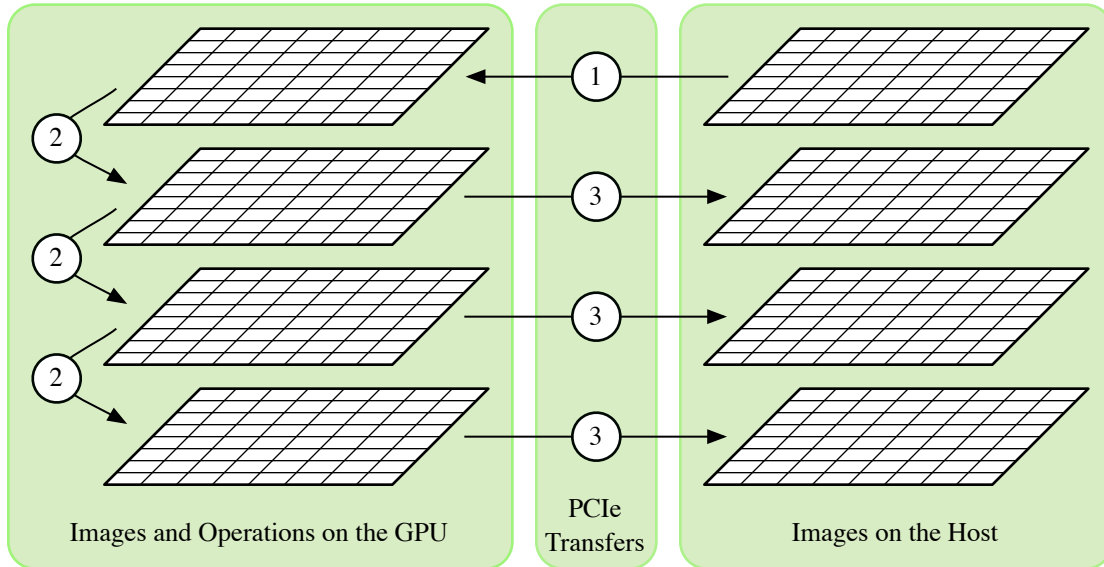 1
2
3
2
3
2
3
Images and Operations on the GPU
PCIe
Transfers
Images on the Host